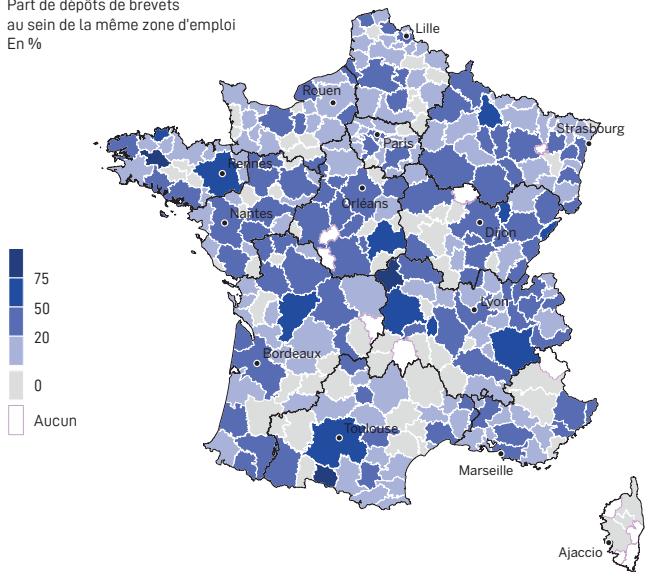 Part de dépôts de brevets
au sein de la même zone d'emploi
En %
Lille
Rouen
Strasbourg
Paris
Rennes
Orléans
Nantes
Dijon
75
50
20
0
Aucun
Lyon
Bordeaux
Toulouse
Marseille
Ajaccio